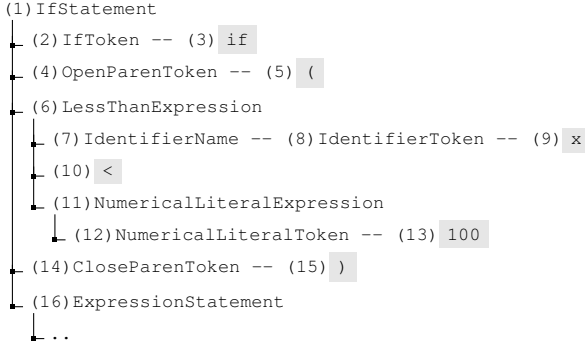 (1)IfStatement
(2)IfToken -- (3) if
(4)OpenParenToken -- (5) (
(6)LessThanExpression
(7)IdentifierName -- (8)IdentifierToken -- (9) x
(10) <
(11)NumericalLiteralExpression
(12)NumericalLiteralToken -- (13) 100
(14)CloseParenToken -- (15) )
(16)ExpressionStatement
..